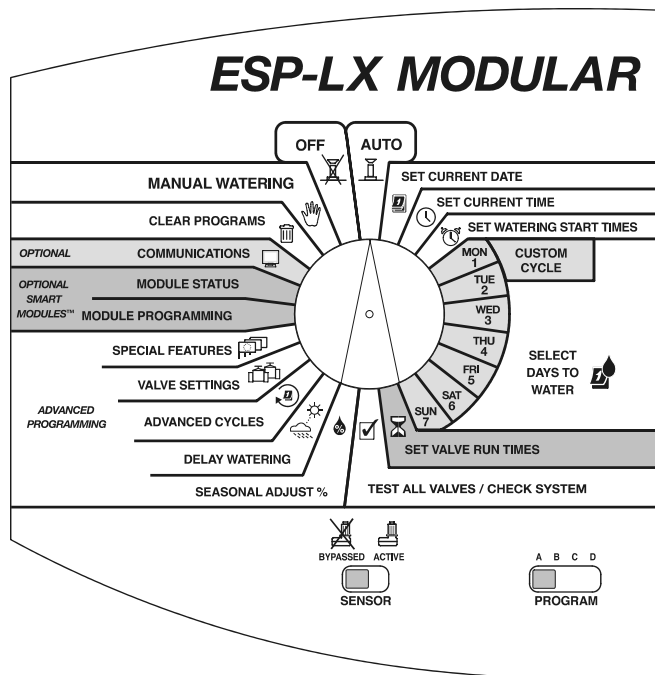 ESP-LX MODULAR
OFF
AUTO
MANUAL WATERING
CLEAR PROGRAMS
OPTIONAL
COMMUNICATIONS
OPTIONAL
SMART
MODULES™
MODULE STATUS
MODULE PROGRAMMING
SPECIAL FEATURES
VALVE SETTINGS
ADVANCED
PROGRAMMING
ADVANCED CYCLES
DELAY WATERING
SEASONAL ADJUST %
SET CURRENT DATE
SET CURRENT TIME
SET WATERING START TIMES
MON
1
CUSTOM
CYCLE
TUE
2
WED
3
THU
4
FRI
5
SAT
6
SUN
7
SELECT
DAYS TO
WATER
SET VALVE RUN TIMES
TEST ALL VALVES / CHECK SYSTEM
BYPASSED ACTIVE
SENSOR
A B C D
PROGRAM